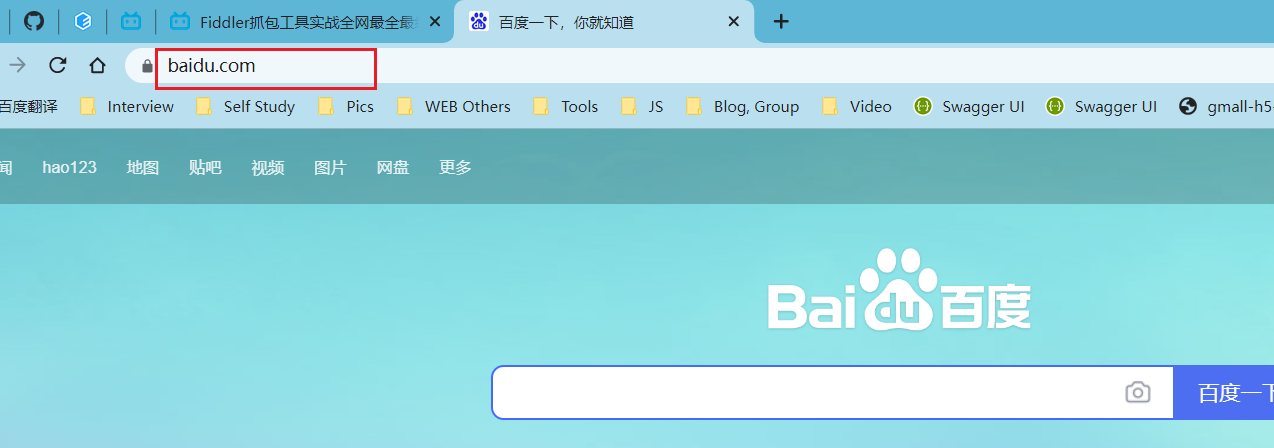 Fiddler抓包工具实战全网最全最
百度一下，你就知道
baidu.com
百度翻译 Interview Self Study Pics WEB Others Tools JS Blog, Group Video Swagger UI Swagger UI gmall-h5-
闻 hao123 地图 贴吧 视频 图片 网盘 更多
Bai du 百度
百度一下